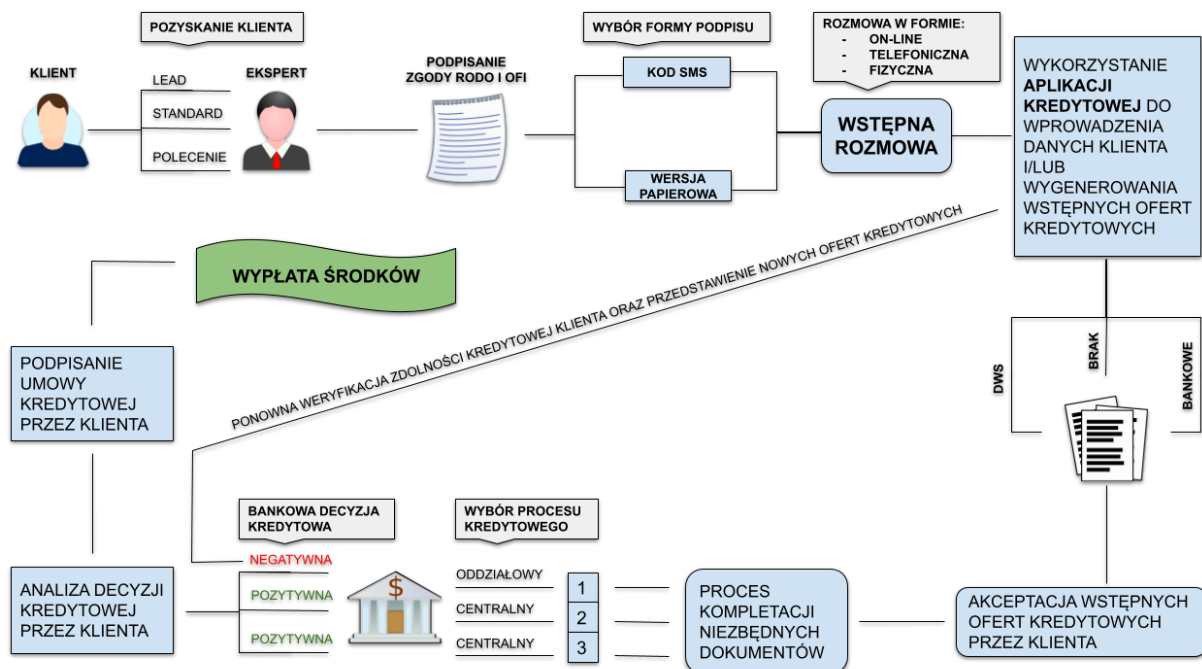 POZYSKANIE KLIENTA
KLIENT
LEAD
STANDARD
POLECENIE
EKSPERT
PODPISANIE
ZGODY RODO I OFI
WYBÓR FORMY PODPISU
KOD SMS
WERSJA
PAPIEROWA
ROZMOWA W FORMIE:
- ON-LINE
- TELEFONICZNA
- FIZYCZNA
WSTĘPNA
ROZMOWA
WYKORZYSTANIE
APLIKACJI
KREDYTOWEJ DO
WPROWADZENIA
DANYCH KLIENTA
I/LUB
WYGENEROWANIA
WSTĘPNYCH OFERT
KREDYTOWYCH
DWS
BRAK
BANKOWE
AKCEPTACJA WSTĘPNYCH
OFERT KREDYTOWYCH
PRZEZ KLIENTA
PROCES
KOMPLETACJI
NIEZBĘDNYCH
DOKUMENTÓW
WYBÓR PROCESU
KREDYTOWEGO
ODDZIAŁOWY 1
CENTRALNY 2
CENTRALNY 3
$
BANKOWA DECYZJA
KREDYTOWA
NEGATYWNA
POZYTYWNA
POZYTYWNA
PONOWNA WERYFIKACJA ZDOLNOŚCI KREDYTOWEJ KLIENTA ORAZ PRZEDSTAWIENIE NOWYCH OFERT KREDYTOWYCH
ANALIZA DECYZJI
KREDYTOWEJ
PRZEZ KLIENTA
PODPISANIE
UMOWY
KREDYTOWEJ
PRZEZ KLIENTA
WYPŁATA ŚRODKÓW